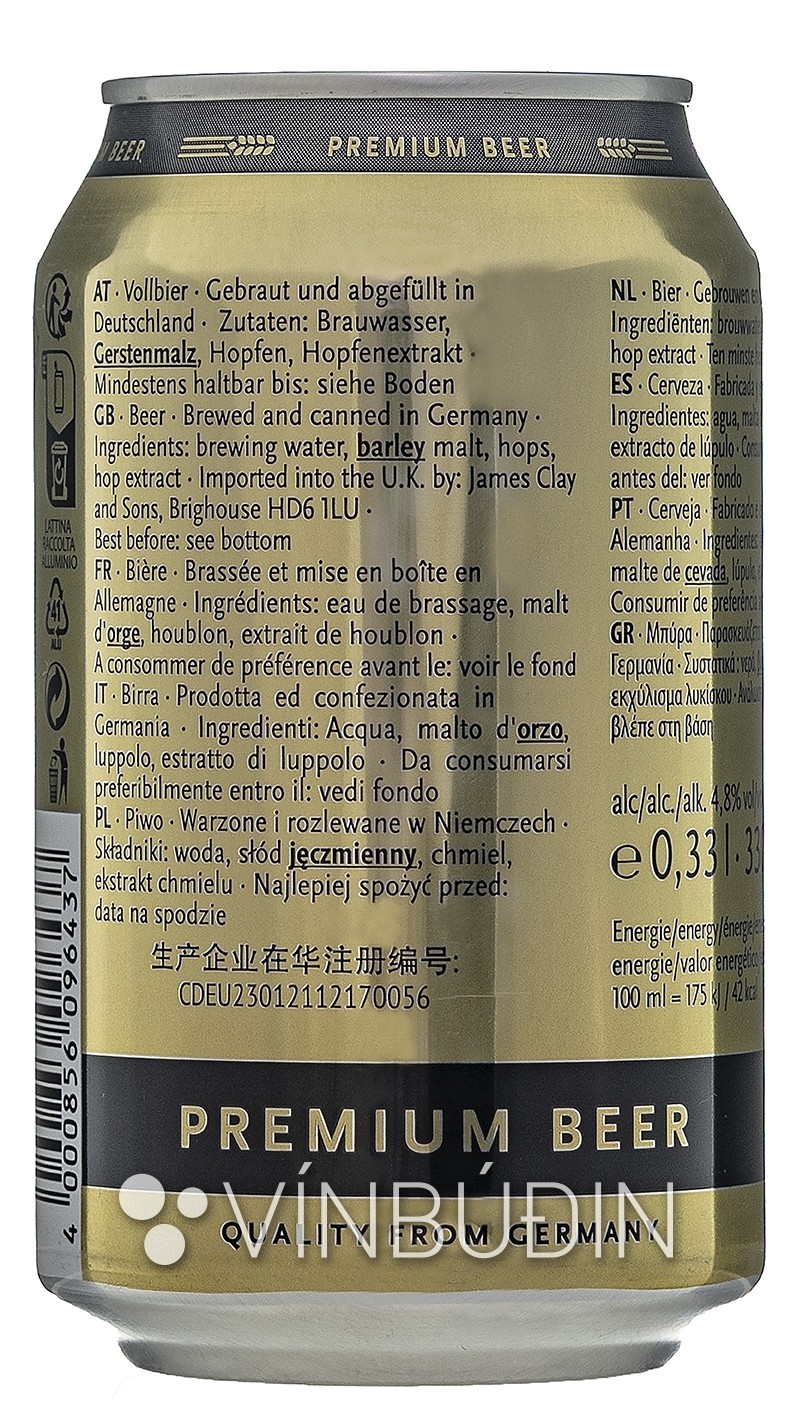 BEER
PREMIUM BEER
AT · Vollbier · Gebraut und abgefüllt in
Deutschland · Zutaten: Brauwasser,
Gerstenmalz, Hopfen, Hopfenextrakt ·
Mindestens haltbar bis: siehe Boden
GB · Beer · Brewed and canned in Germany ·
Ingredients: brewing water, barley malt, hops,
hop extract · Imported into the U.K. by: James Clay
and Sons, Brighouse HD6 1LU ·
Best before: see bottom
FR · Bière · Brassée et mise en boîte en
Allemagne · Ingrédients: eau de brassage, malt
d'orge, houblon, extrait de houblon ·
A consommer de préférence avant le: voir le fond
IT · Birra · Prodotta ed confezionata in
Germania · Ingredienti: Acqua, malto d'orzo,
luppolo, estratto di luppolo · Da consumarsi
preferibilmente entro il: vedi fondo
PL · Piwo · Warzone i rozlewane w Niemczech ·
Składniki: woda, słód jęczmienny, chmiel,
ekstrakt chmielu · Najlepiej spożyć przed:
data na spodzie
生产企业在华注册编号:
CDEU23012112170056
NL · Bier · Gebrouwen en
Ingrediënten: brouwwater
hop extract · Ten minste
ES · Cerveza · Fabricada
Ingredientes: agua, malta
extracto de lúpulo ·
antes del: ver fondo
PT · Cerveja · Fabricado
Alemanha · Ingredientes:
malte de cevada, lúpulo,
Consumir de preferência
GR · Μπύρα · Παρασκευάζεται
Γερμανία · Συστατικά: νερό,
εκχύλισμα λυκίσκου ·
βλέπε στη βάση
alc/alc./alk. 4,8% vol
e 0,33 l · 33
Energie/energy/énergie/
energie/valor energético
100 ml = 175 kJ / 42 kcal
LATTINA
RACCOLTA
ALLUMINIO
41
ALU
4 000856 096437
PREMIUM BEER
QUALITY FROM GERMANY
VÍNBÚÐIN